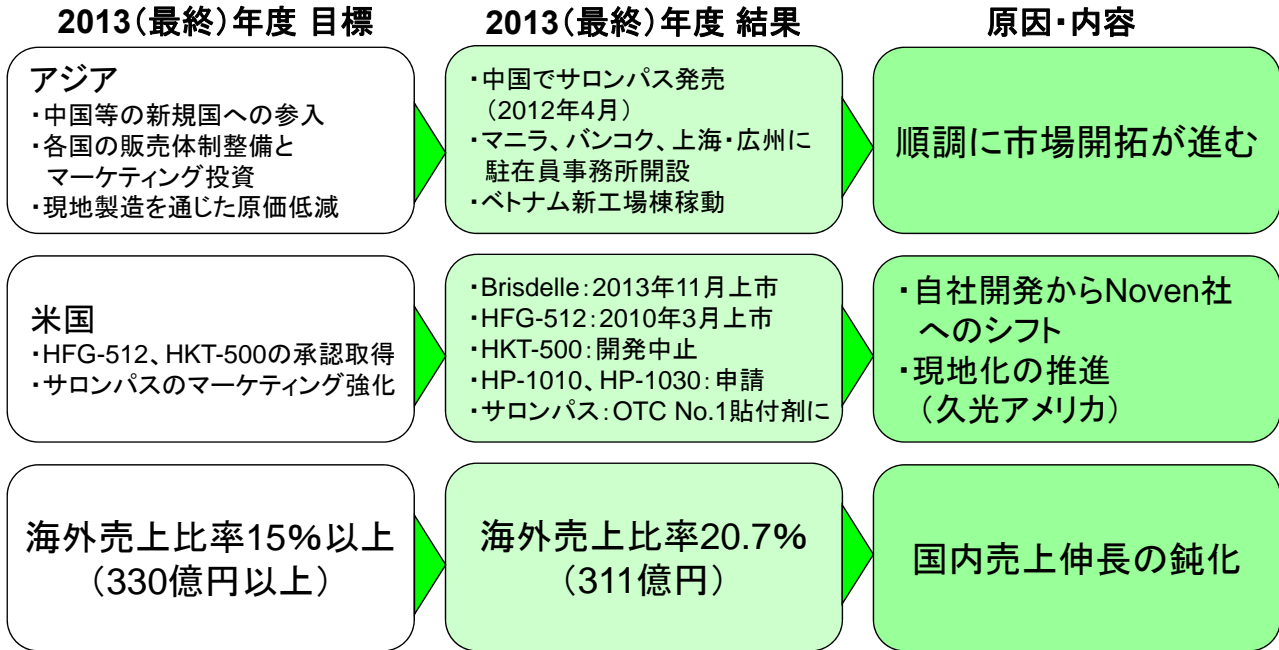 2013（最終）年度 目標
2013（最終）年度 結果
原因・内容
アジア
・中国等の新規国への参入
・各国の販売体制整備と
マーケティング投資
・現地製造を通じた原価低減
・中国でサロンパス発売
（2012年4月）
・マニラ、バンコク、上海・広州に
駐在員事務所開設
・ベトナム新工場棟稼動
順調に市場開拓が進む
米国
・HFG-512、HKT-500の承認取得
・サロンパスのマーケティング強化
・Brisdelle：2013年11月上市
・HFG-512：2010年3月上市
・HKT-500：開発中止
・HP-1010、HP-1030：申請
・サロンパス：OTC No.1貼付剤に
・自社開発からNoven社
へのシフト
・現地化の推進
（久光アメリカ）
海外売上比率15%以上
（330億円以上）
海外売上比率20.7%
（311億円）
国内売上伸長の鈍化